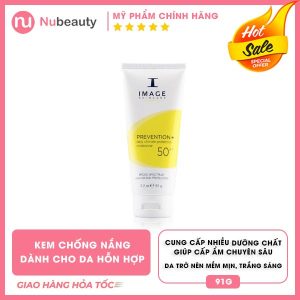 Nubeauty
MỸ PHẨM CHÍNH HÃNG
HOT
Sale
SPECIAL OFFER
IMAGE
SKINCARE
PREVENTION+
50
KEM CHỐNG NẮNG
DÀNH CHO DA HỖN HỢP
CUNG CẤP NHIỀU DƯỠNG CHẤT
GIÚP CẤP ẨM CHUYÊN SÂU
DA TRỞ NÊN MỀM MỊN, TRẮNG SÁNG
GIAO HÀNG HỎA TỐC
91G